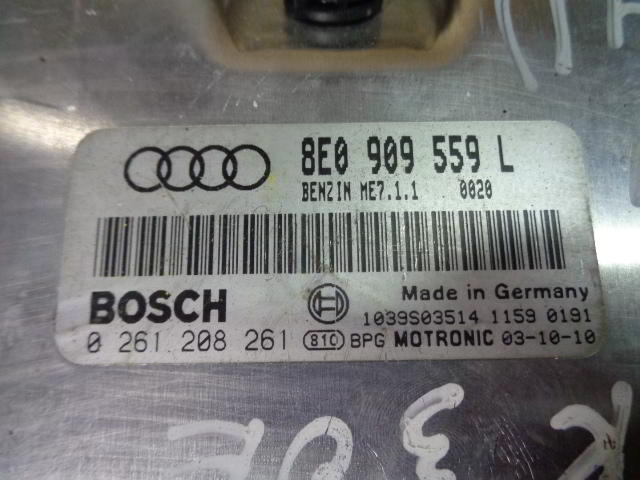 8E0 909 559 L
BENZIN ME7.1.1 0020
BOSCH
Made in Germany
1039S03514 1159 0191
0 261 208 261 81C BPG MOTRONIC 03-10-10